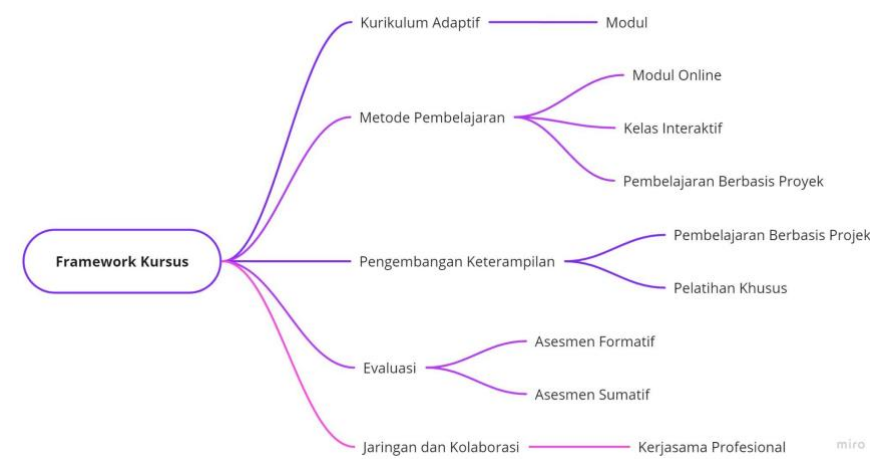 Framework Kursus
Kurikulum Adaptif
Modul
Metode Pembelajaran
Modul Online
Kelas Interaktif
Pembelajaran Berbasis Proyek
Pengembangan Keterampilan
Pembelajaran Berbasis Projek
Pelatihan Khusus
Evaluasi
Asesmen Formatif
Asesmen Sumatif
Jaringan dan Kolaborasi
Kerjasama Profesional
miro